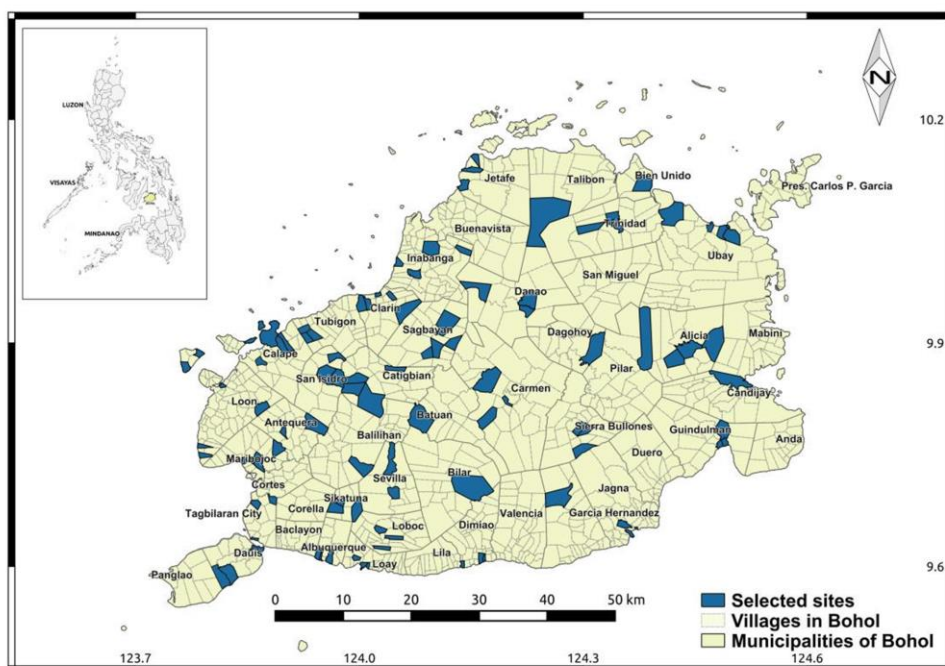 LUZON
VISAYAS
MINDANAO
N
10.2
Jetafe
Talibon
Bien Unido
Pres. Carlos P. Garcia
Buenavista
Trinidad
Inabanga
Ubay
San Miguel
Danao
Clarin
Tubigon
Sagbayan
Dagohoy
Alicia
Mabini
9.9
Calape
Pilar
San Isidro
Catigbian
Carmen
Candijay
Loon
Batuan
Antequera
Balilihan
Sierra Bullones
Guindulman
Anda
Duero
Maribojoc
Cortes
Sevilla
Bilar
Jagna
Sikatuna
Tagbilaran City
Corella
Valencia
Garcia Hernandez
Baclayon
Loboc
Dimiao
Dauis
Albuquerque
Lila
Loay
Panglao
9.6
Selected sites
Villages in Bohol
Municipalities of Bohol
0 10 20 30 40 50 km
123.7 124.0 124.3 124.6